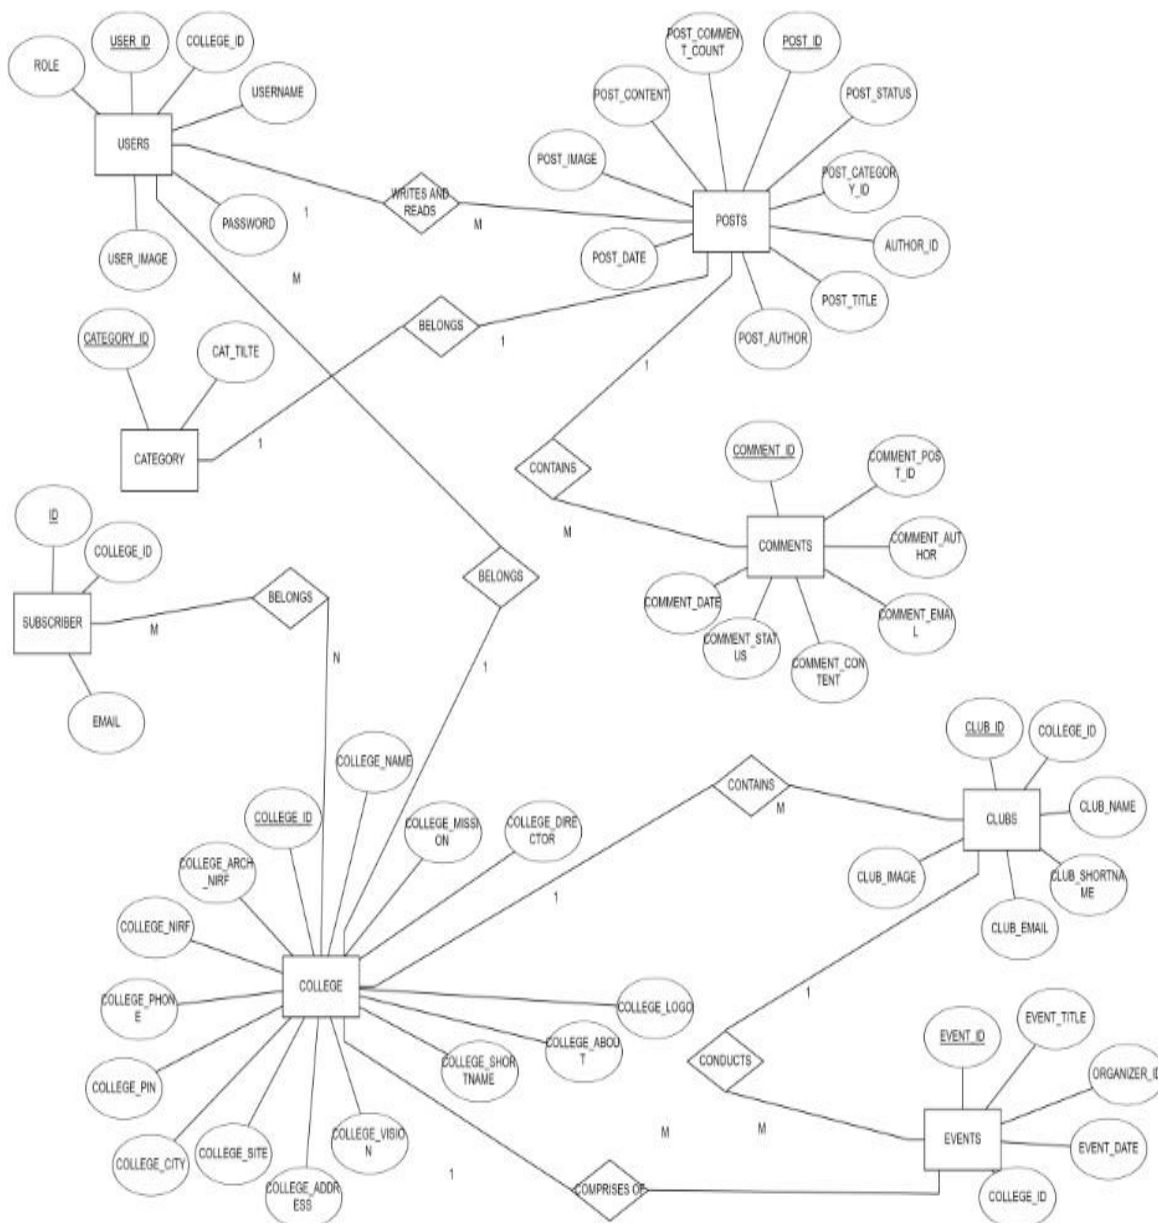 USER_ID
COLLEGE_ID
ROLE
USERNAME
USERS
PASSWORD
USER_IMAGE
1
WRITES AND
READS
M
POST_COMMEN
T_COUNT
POST_ID
POST_CONTENT
POST_STATUS
POST_IMAGE
POST_CATEGOR
Y_ID
POSTS
AUTHOR_ID
POST_DATE
POST_TITLE
POST_AUTHOR
M
BELONGS
1
1
CATEGORY_ID
CAT_TILTE
CATEGORY
1
CONTAINS
M
COMMENT_ID
COMMENT_POS
T_ID
COMMENTS
COMMENT_AUT
HOR
COMMENT_DATE
COMMENT_STAT
US
COMMENT_CON
TENT
COMMENT_EMAI
L
ID
COLLEGE_ID
SUBSCRIBER
EMAIL
M
BELONGS
N
BELONGS
1
COLLEGE_NAME
COLLEGE_ID
COLLEGE_MISSI
ON
COLLEGE_DIRE
CTOR
COLLEGE_ARCH
_NIRF
COLLEGE_NIRF
COLLEGE
COLLEGE_PHON
E
COLLEGE_LOGO
COLLEGE_ABOU
T
COLLEGE_SHOR
TNAME
COLLEGE_PIN
COLLEGE_CITY
COLLEGE_SITE
COLLEGE_VISIO
N
COLLEGE_ADDR
ESS
CONTAINS
M
1
CLUB_ID
COLLEGE_ID
CLUB_NAME
CLUBS
CLUB_IMAGE
CLUB_SHORTNA
ME
CLUB_EMAIL
1
CONDUCTS
M
M
1
COMPRISES OF
EVENT_ID
EVENT_TITLE
ORGANIZER_ID
EVENTS
EVENT_DATE
COLLEGE_ID